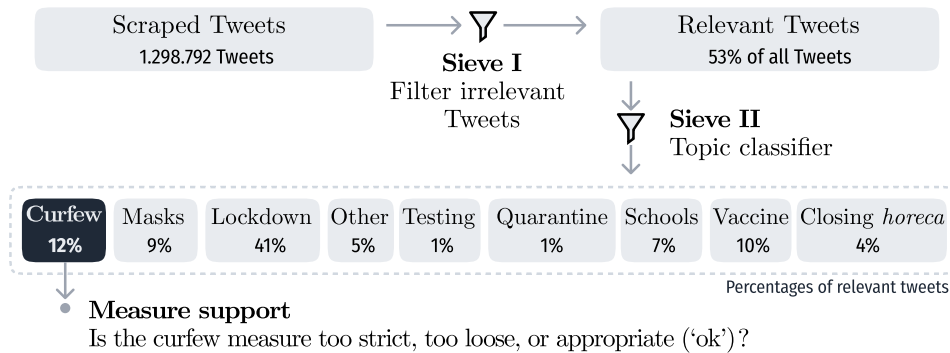 Scraped Tweets
1.298.792 Tweets
Sieve I
Filter irrelevant
Tweets
Relevant Tweets
53% of all Tweets
Sieve II
Topic classifier
Curfew
12%
Masks
9%
Lockdown
41%
Other
5%
Testing
1%
Quarantine
1%
Schools
7%
Vaccine
10%
Closing horeca
4%
Percentages of relevant tweets
Measure support
Is the curfew measure too strict, too loose, or appropriate (‘ok’)?